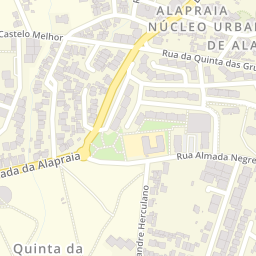 ALAPRAIA
NÚCLEO URBAN
DE ALA
Castelo Melhor
Rua da Quinta das Gru
Rua Almada Negre
ada da Alapraia
andre Herculano
Quinta da